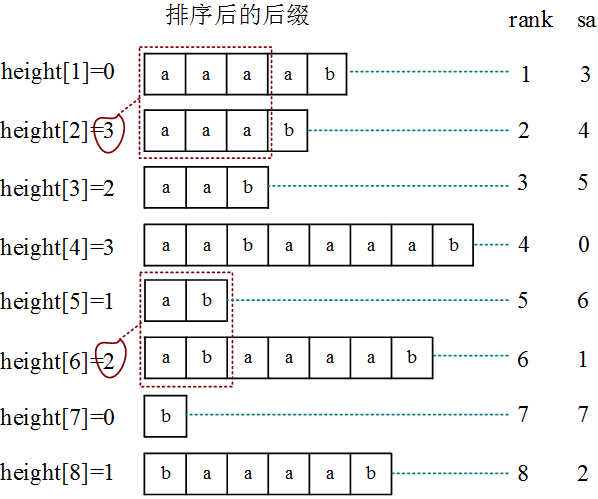 排序后的后缀 rank sa
height[1]=0 a a a a b 1 3
height[2]=3 a a a b 2 4
height[3]=2 a a b 3 5
height[4]=3 a a b a a a a b 4 0
height[5]=1 a b 5 6
height[6]=2 a b a a a a b 6 1
height[7]=0 b 7 7
height[8]=1 b a a a a b 8 2